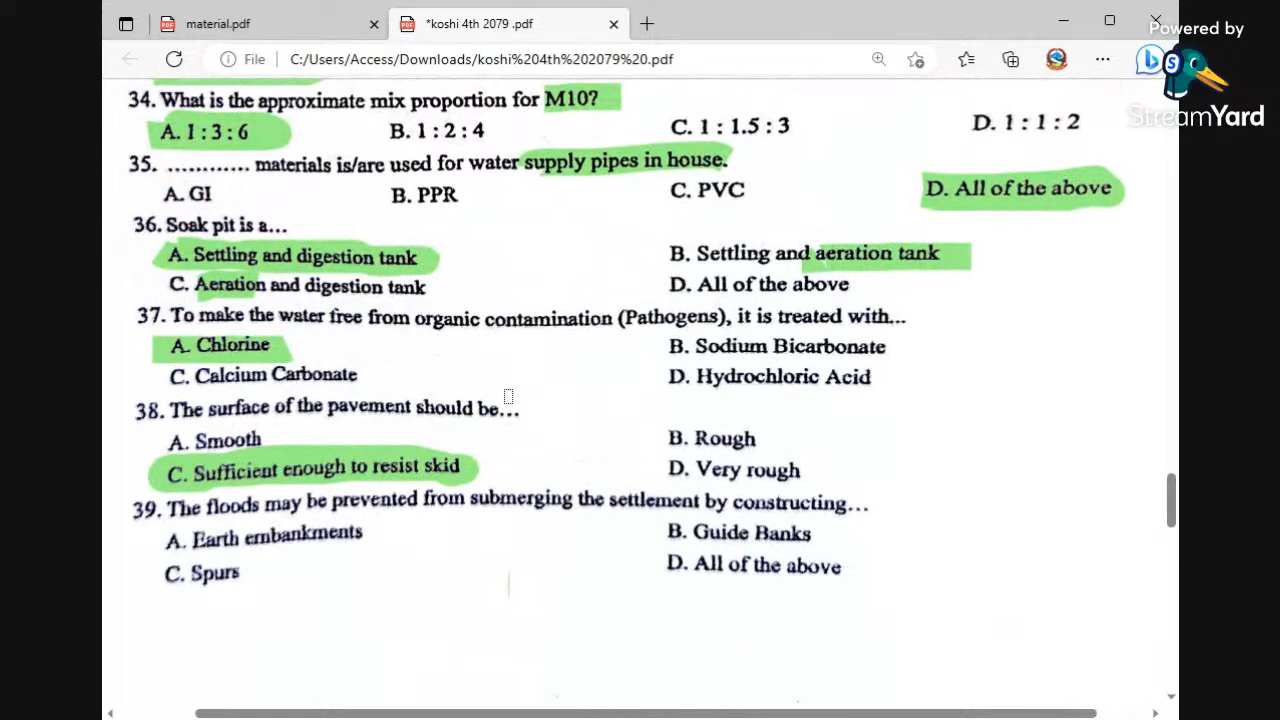 material.pdf
*koshi 4th 2079 .pdf
Powered by
File C:/Users/Access/Downloads/koshi%204th%202079%20.pdf
StreamYard
34. What is the approximate mix proportion for M10?
A. 1 : 3 : 6 B. 1 : 2 : 4 C. 1 : 1.5 : 3 D. 1 : 1 : 2
35. ............ materials is/are used for water supply pipes in house.
A. GI B. PPR C. PVC D. All of the above
36. Soak pit is a...
A. Settling and digestion tank B. Settling and aeration tank
C. Aeration and digestion tank D. All of the above
37. To make the water free from organic contamination (Pathogens), it is treated with...
A. Chlorine B. Sodium Bicarbonate
C. Calcium Carbonate D. Hydrochloric Acid
38. The surface of the pavement should be...
A. Smooth B. Rough
C. Sufficient enough to resist skid D. Very rough
39. The floods may be prevented from submerging the settlement by constructing...
A. Earth embankments B. Guide Banks
C. Spurs D. All of the above